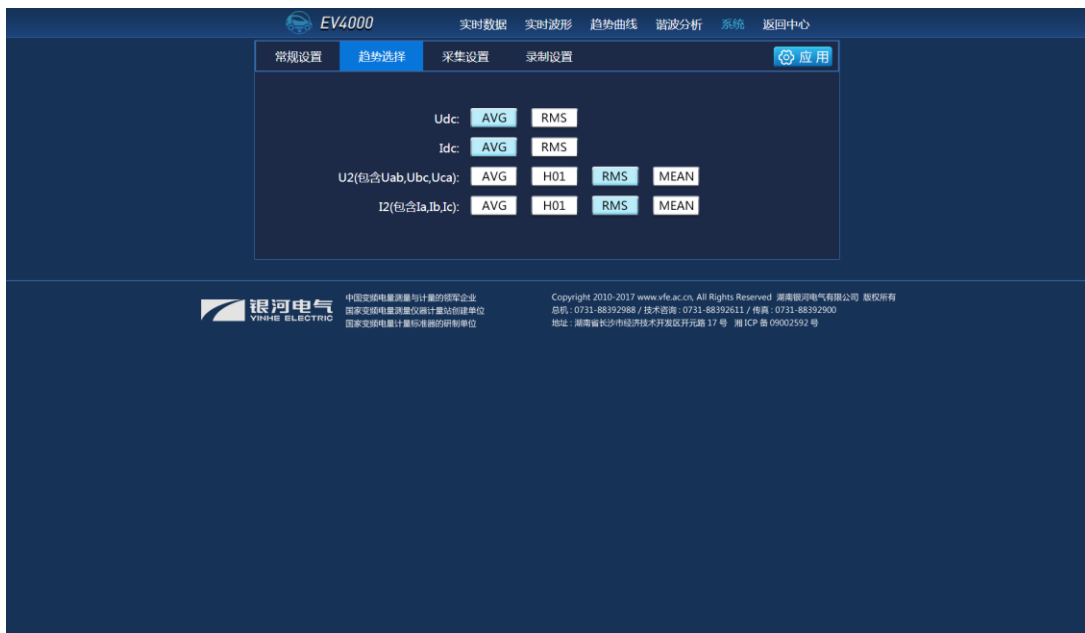 EV4000 实时数据 实时波形 趋势曲线 谐波分析 系统 返回中心
常规设置 趋势选择 采集设置 录制设置 应用
Udc: AVG RMS
Idc: AVG RMS
U2(包含Uab,Ubc,Uca): AVG H01 RMS MEAN
I2(包含Ia,Ib,Ic): AVG H01 RMS MEAN
银河电气
YINHE ELECTRIC
中国变频电量测量与计量的领军企业
国家变频电量测量仪器计量站创建单位
国家变频电量计量标准器的研制单位
Copyright 2010-2017 www.vfe.ac.cn, All Rights Reserved 湖南银河电气有限公司 版权所有
总机 : 0731-88392988 / 技术咨询 : 0731-88392611 / 传真 : 0731-88392900
地址 : 湖南省长沙市经济技术开发区开元路 17 号 湘 ICP 备 09002592 号